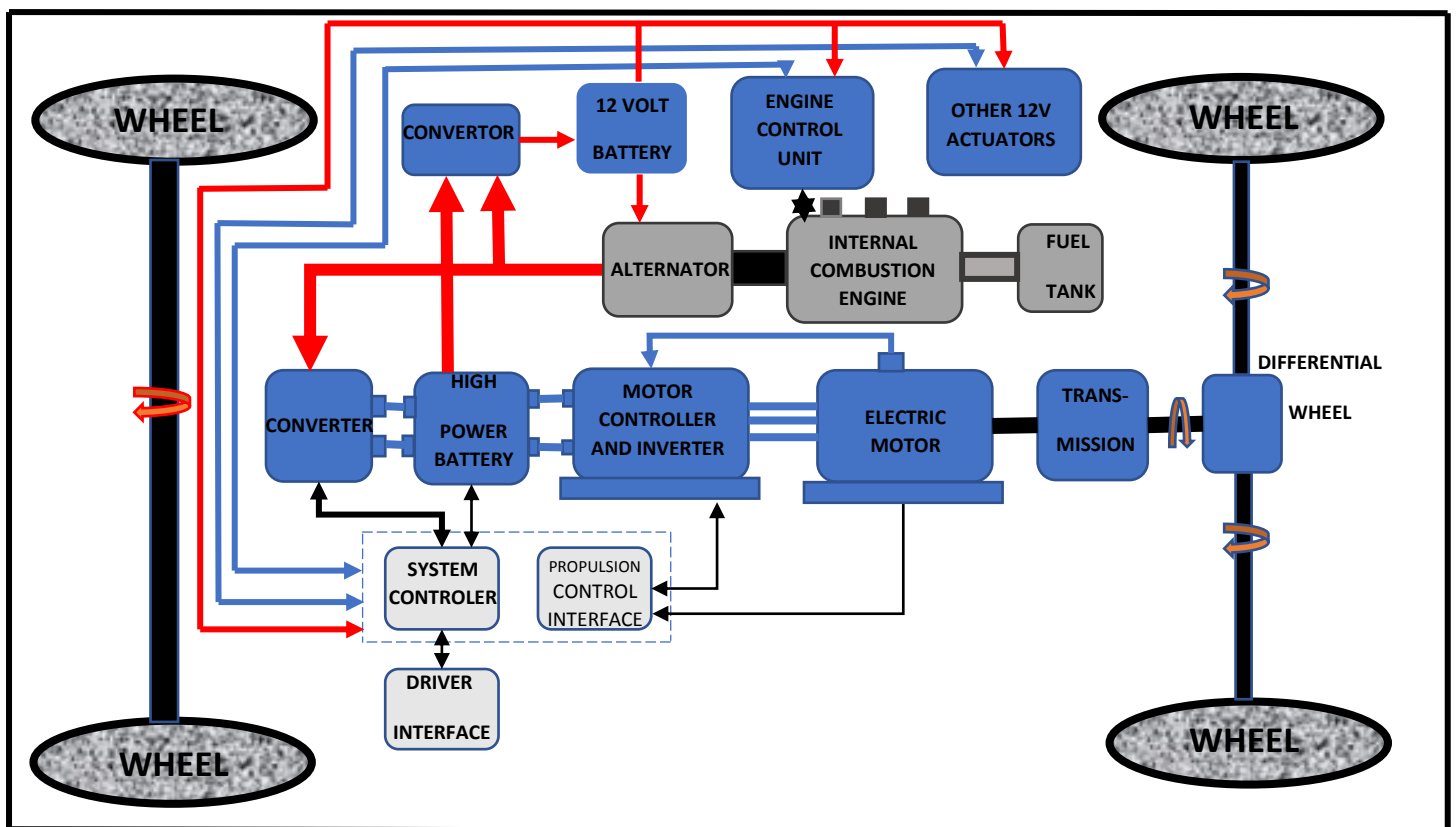 WHEEL
CONVERTOR
12 VOLT
BATTERY
ENGINE
CONTROL
UNIT
OTHER 12V
ACTUATORS
WHEEL
ALTERNATOR
INTERNAL
COMBUSTION
ENGINE
FUEL
TANK
CONVERTER
HIGH
POWER
BATTERY
MOTOR
CONTROLLER
AND INVERTER
ELECTRIC
MOTOR
TRANS-
MISSION
DIFFERENTIAL
WHEEL
SYSTEM
CONTROLER
PROPULSION
CONTROL
INTERFACE
DRIVER
INTERFACE
WHEEL
WHEEL